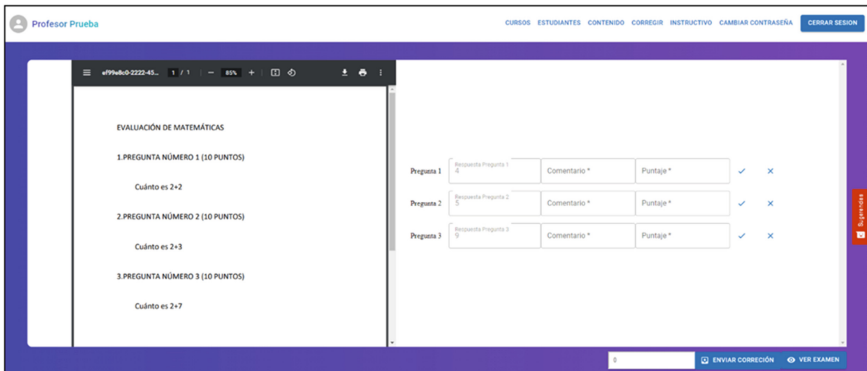 Profesor Prueba
CURSOS ESTUDIANTES CONTENIDO CORREGIR INSTRUCTIVO CAMBIAR CONTRASEÑA CERRAR SESION
ef99e8c0-2222-45... 1 / 1 85%
EVALUACIÓN DE MATEMÁTICAS
1.PREGUNTA NÚMERO 1 (10 PUNTOS)
Cuánto es 2+2
2.PREGUNTA NÚMERO 2 (10 PUNTOS)
Cuánto es 2+3
3.PREGUNTA NÚMERO 3 (10 PUNTOS)
Cuánto es 2+7
Respuesta Pregunta 1
Pregunta 1 4 Comentario * Puntaje *
Respuesta Pregunta 2
Pregunta 2 5 Comentario * Puntaje *
Respuesta Pregunta 3
Pregunta 3 9 Comentario * Puntaje *
Sugerencias
0 ENVIAR CORRECIÓN VER EXAMEN